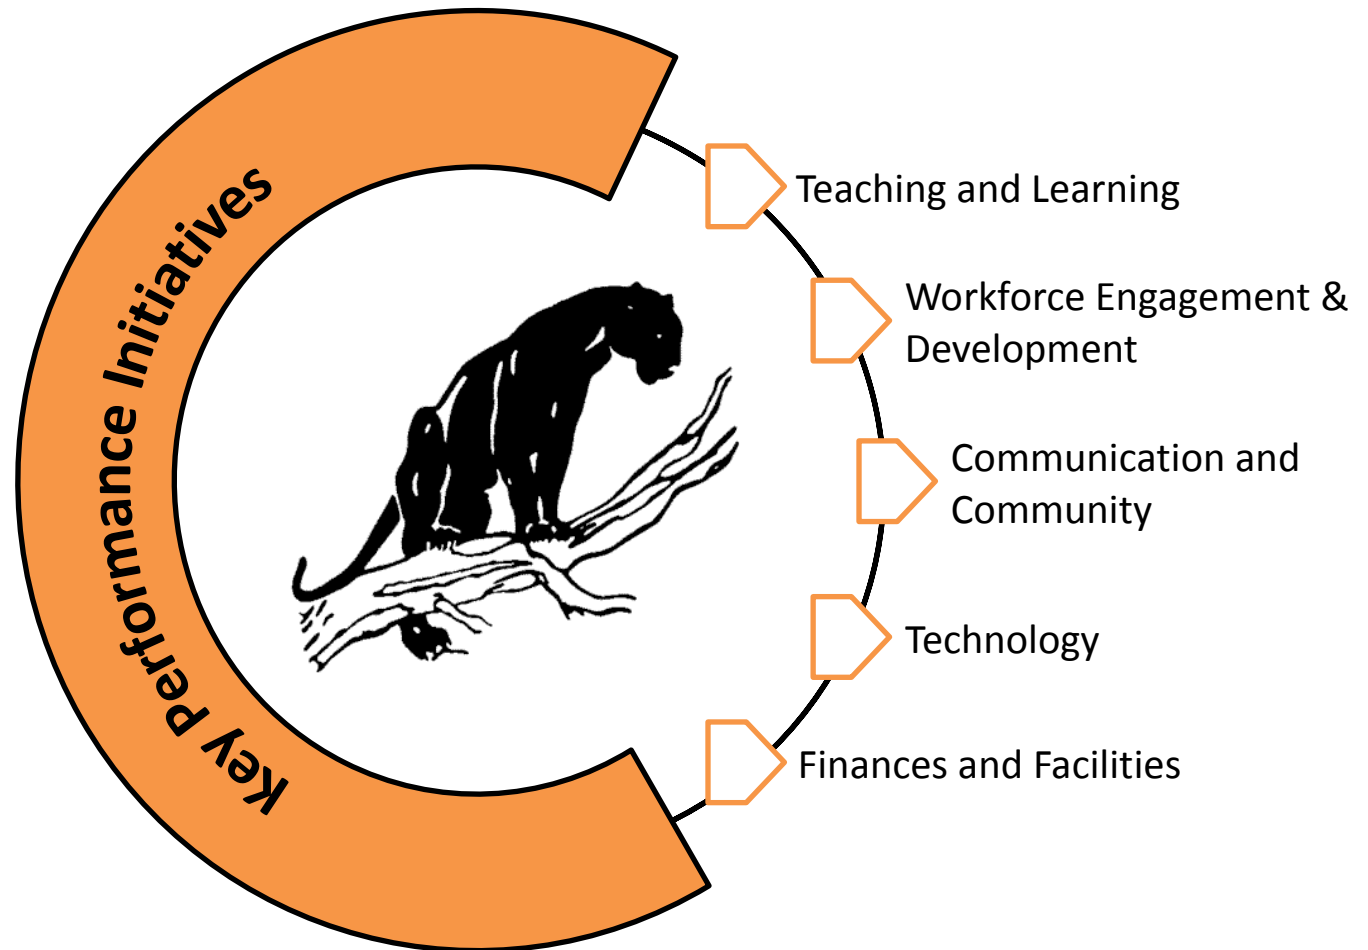 Key Performance Initiatives
Teaching and Learning
Workforce Engagement &
Development
Communication and
Community
Technology
Finances and Facilities